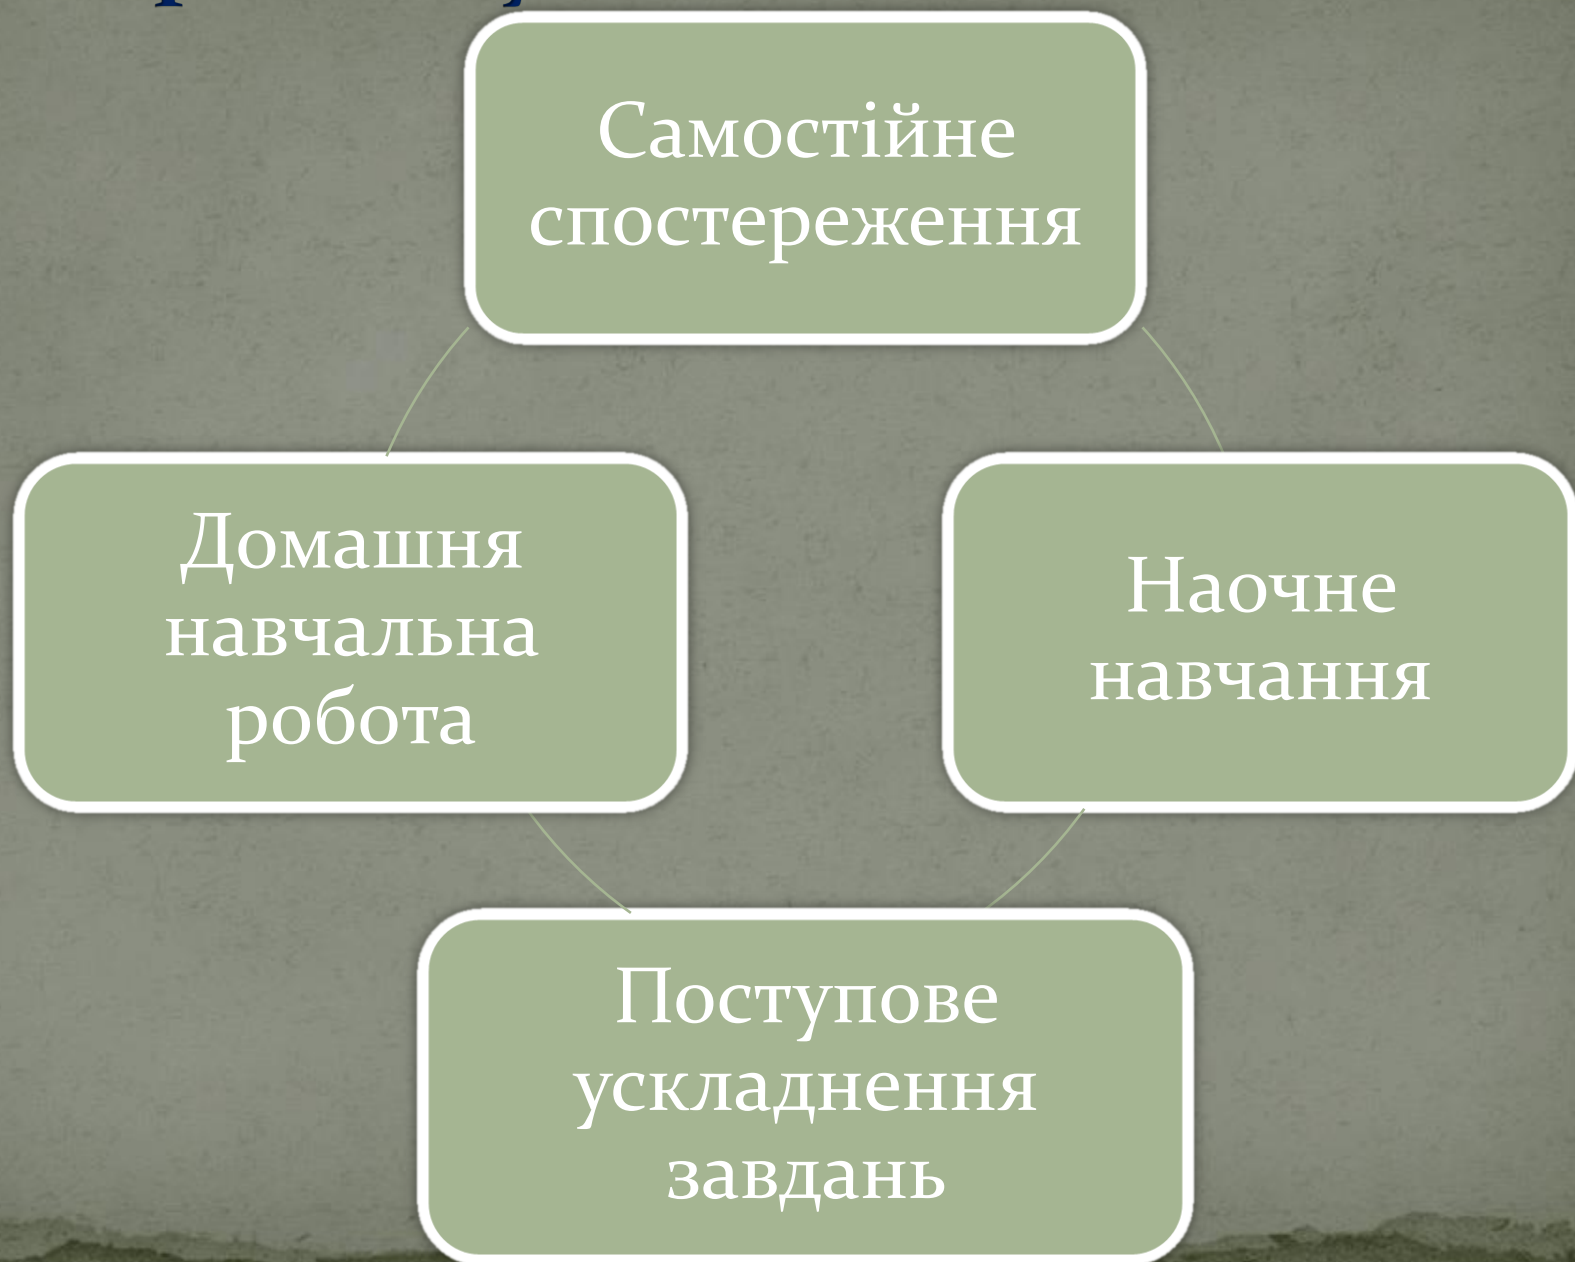 Самостійне
спостереження
Домашня
навчальна
робота
Наочне
навчання
Поступове
ускладнення
завдань